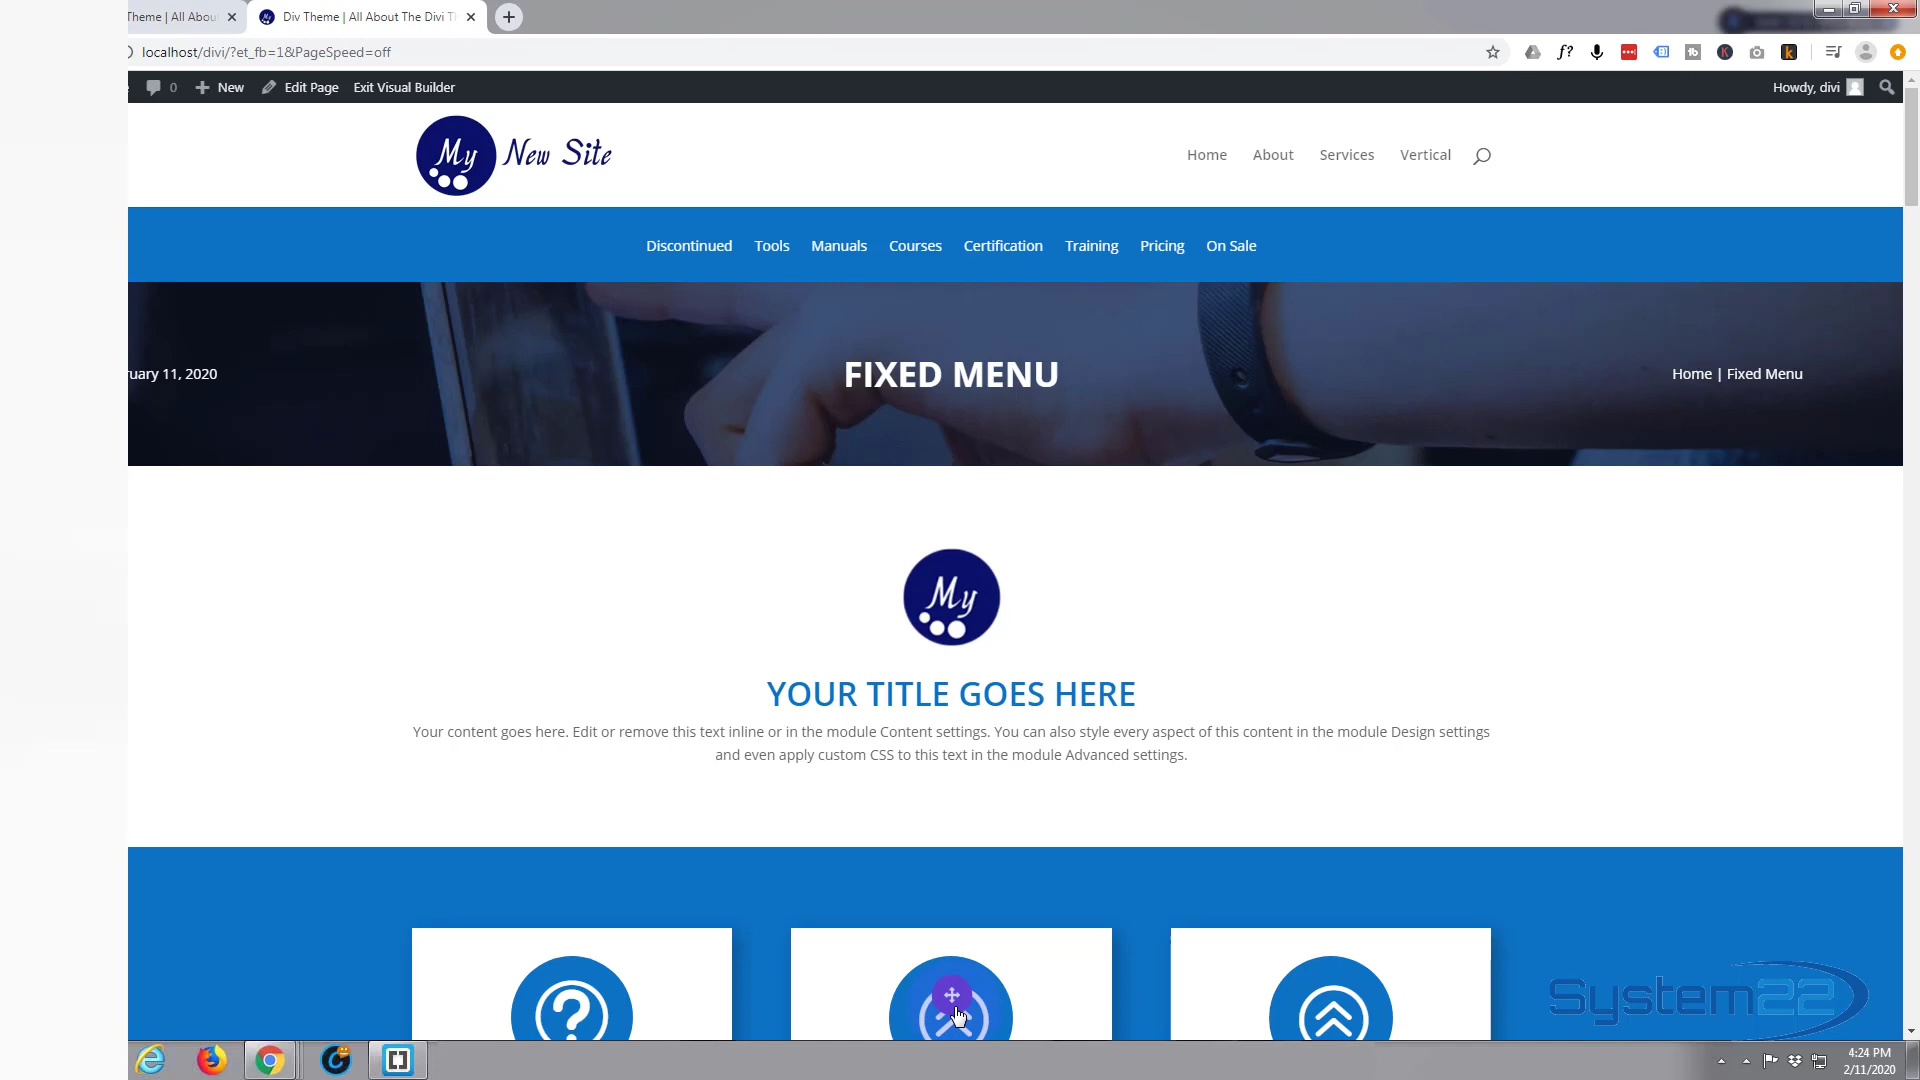 Theme | All Abou
Div Theme | All About The Divi T
localhost/divi/?et_fb=1&PageSpeed=off
0 New Edit Page Exit Visual Builder
Howdy, divi
My New Site
Home About Services Vertical
Discontinued Tools Manuals Courses Certification Training Pricing On Sale
ruary 11, 2020
FIXED MENU
Home | Fixed Menu
My
YOUR TITLE GOES HERE
Your content goes here. Edit or remove this text inline or in the module Content settings. You can also style every aspect of this content in the module Design settings
and even apply custom CSS to this text in the module Advanced settings.
System22
4:24 PM
2/11/2020